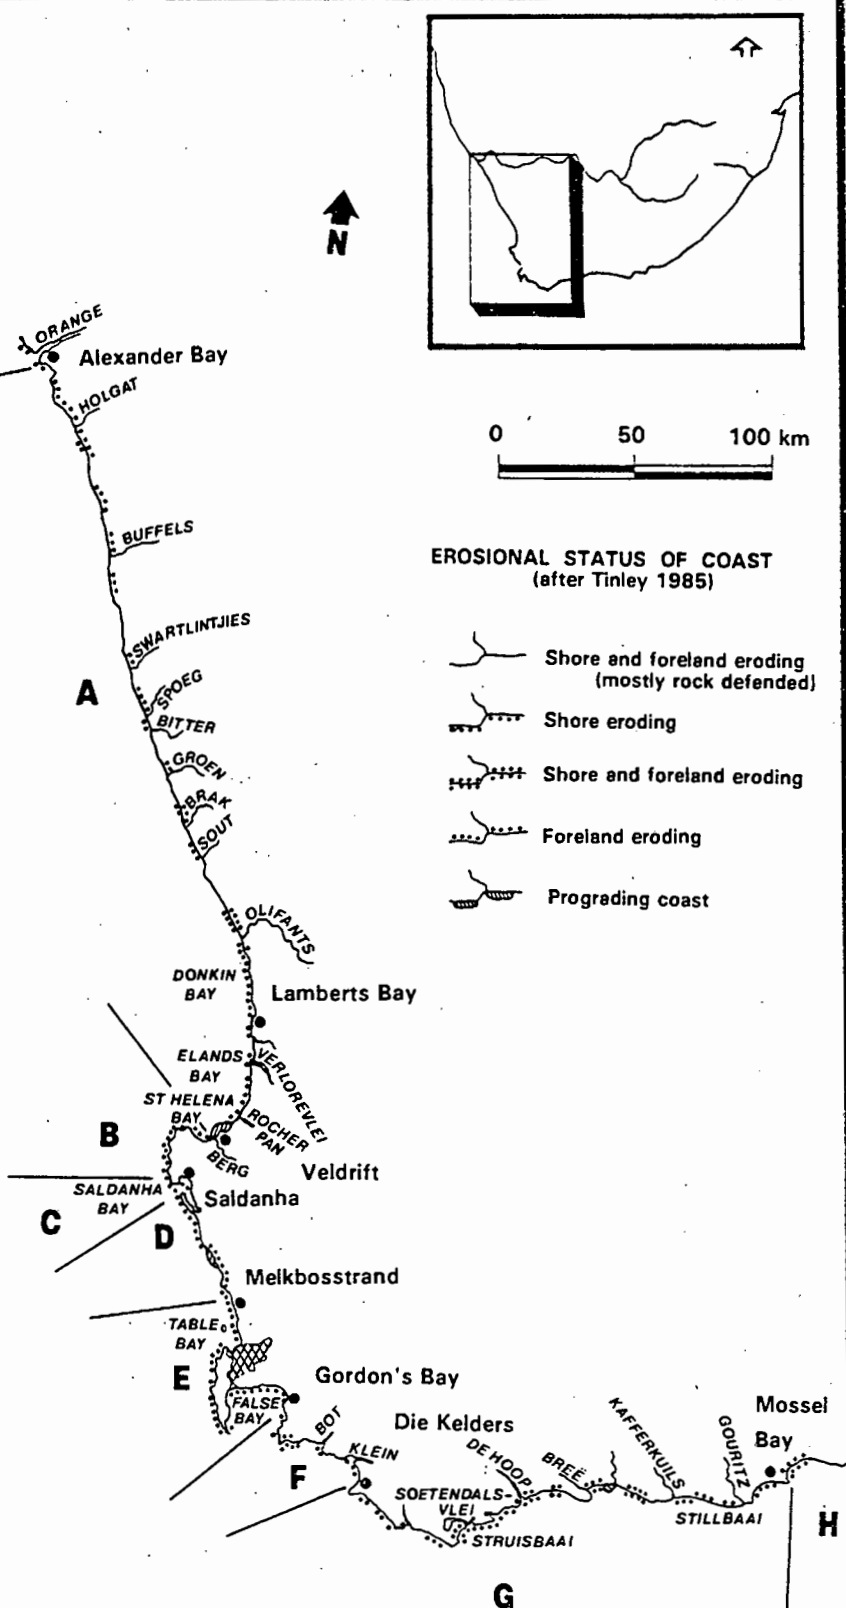 N
ORANGE
Alexander Bay
HOLGAT
0 50 100 km
BUFFELS
EROSIONAL STATUS OF COAST
(after Tinley 1985)
SWARTLINTJIES
Shore and foreland eroding
(mostly rock defended)
A
SPOEG
BITTER
Shore eroding
GROEN
Shore and foreland eroding
BRAK
SOUT
Foreland eroding
Prograding coast
OLIFANTS
DONKIN
BAY
Lamberts Bay
ELANDS
BAY
VERLOREVLEI
ST HELENA
BAY
ROCHER
PAN
B
BERG
Veldrift
SALDANHA
BAY
Saldanha
C
D
Melkbosstrand
TABLE
BAY
E
Gordon's Bay
FALSE
BAY
BOT
Die Kelders
KLEIN
F
DE HOOP
BREË
KAFFERKUILS
GOURITZ
Mossel
Bay
SOETENDALS-
VLEI
STRUISBAAI
STILLBAAI
H
G